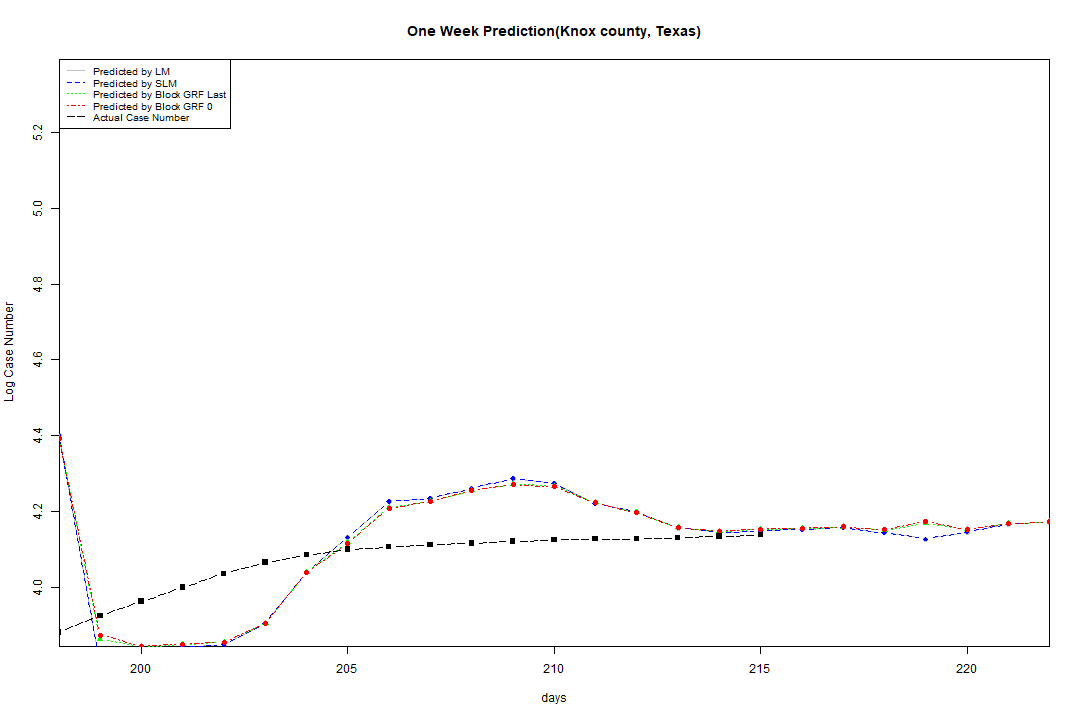 One Week Prediction(Knox county, Texas)
Predicted by LM
Predicted by SLM
Predicted by Block GRF Last
Predicted by Block GRF 0
Actual Case Number
5.2
5.0
4.8
4.6
4.4
4.2
4.0
Log Case Number
200 205 210 215 220
days